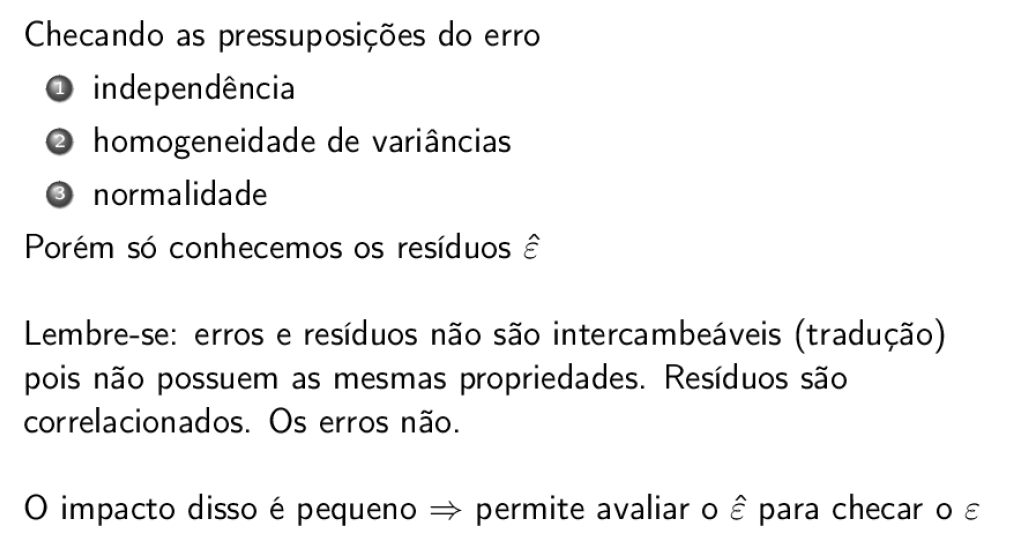 Checando as pressuposições do erro
1 independência
2 homogeneidade de variâncias
3 normalidade
Porém só conhecemos os resíduos ε̂
Lembre-se: erros e resíduos não são intercambeáveis (tradução)
pois não possuem as mesmas propriedades. Resíduos são
correlacionados. Os erros não.
O impacto disso é pequeno ⇒ permite avaliar o ε̂ para checar o ε